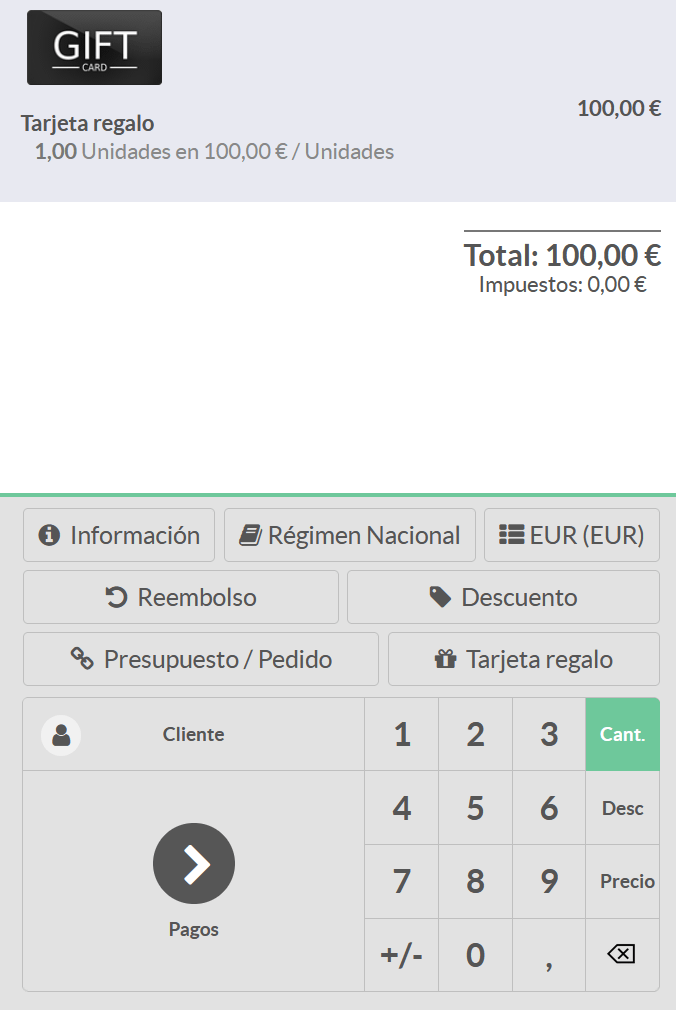 GIFT
CARD
100,00 €
Tarjeta regalo
1,00 Unidades en 100,00 € / Unidades
Total: 100,00 €
Impuestos: 0,00 €
Información
Régimen Nacional
EUR (EUR)
Reembolso
Descuento
Presupuesto / Pedido
Tarjeta regalo
Cliente
1 2 3 Cant.
4 5 6 Desc
7 8 9 Precio
Pagos
+/- 0 ,